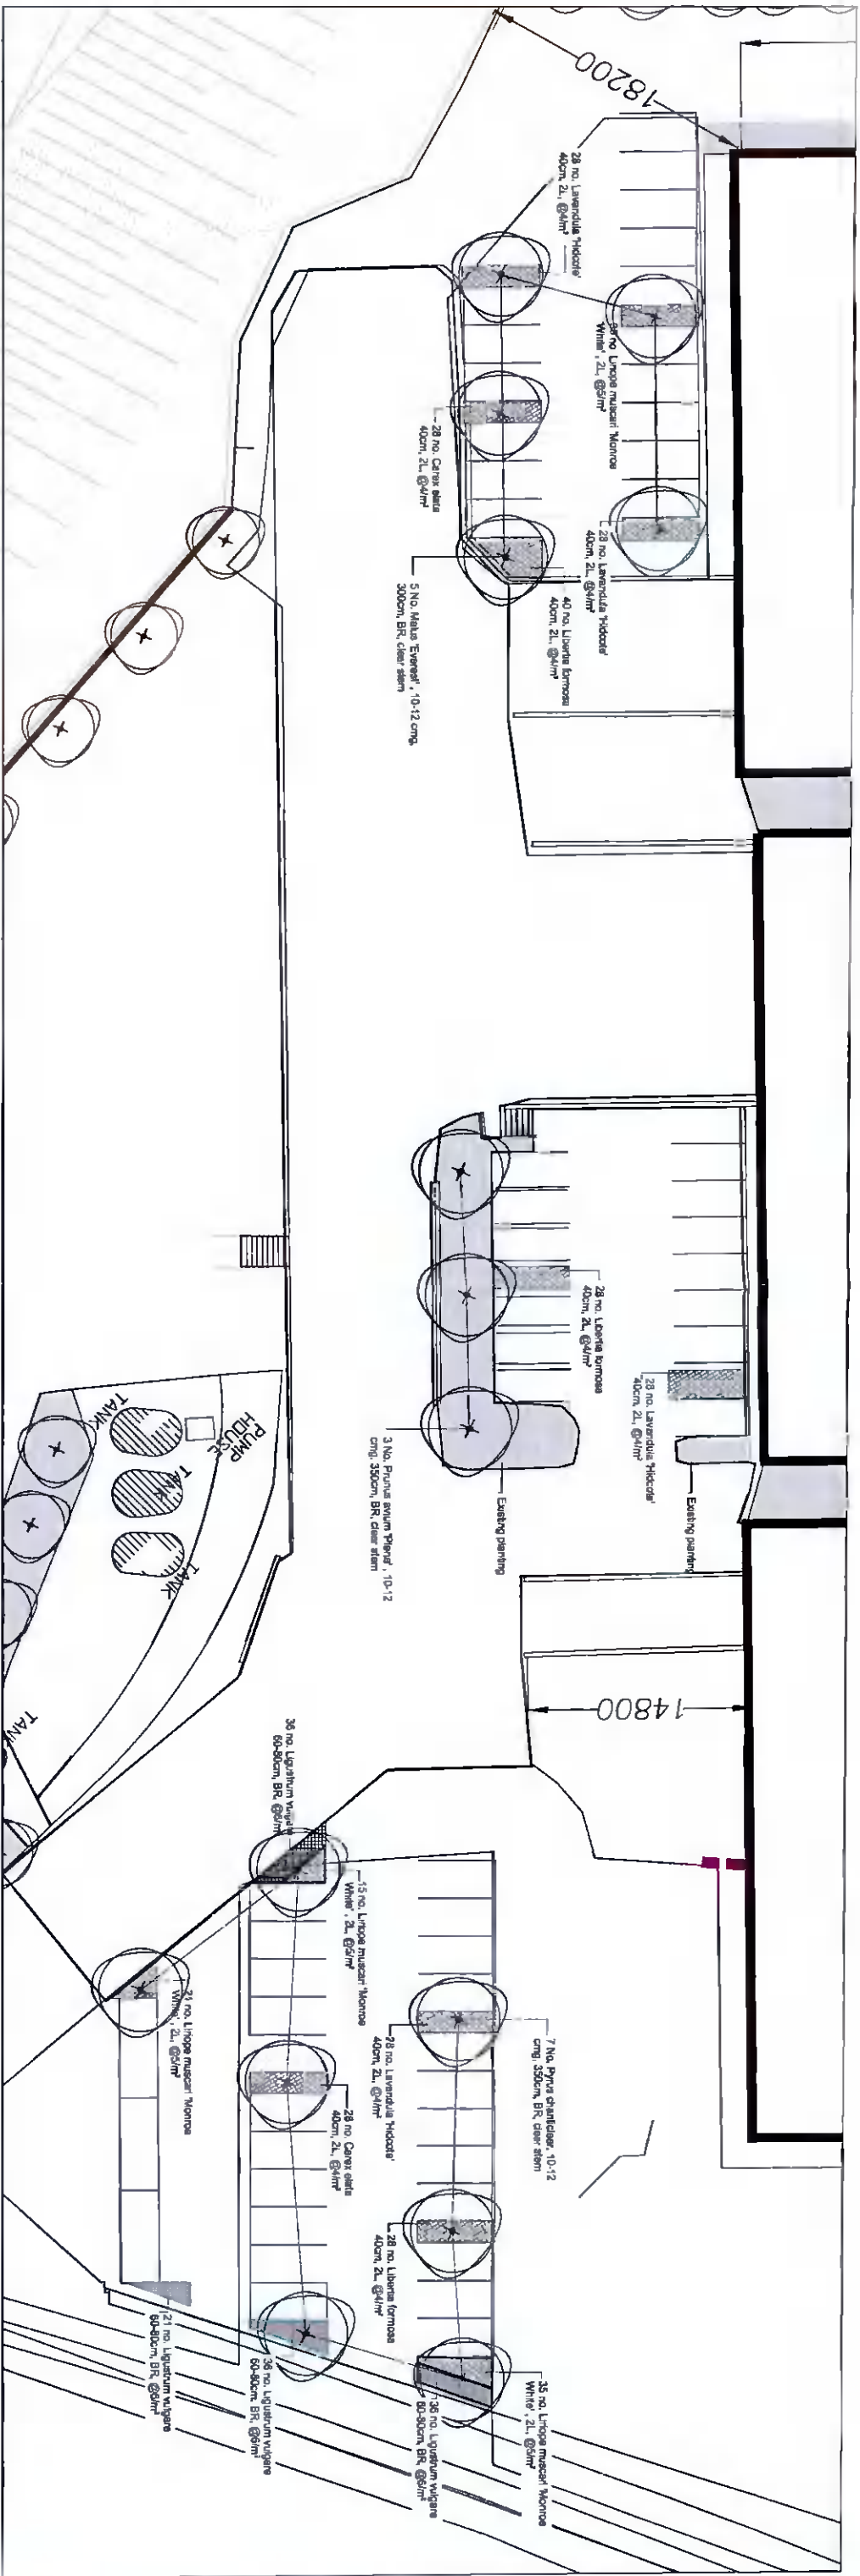 18200
28 no. Lavandula 'Hidcote'
40cm, 2L, @4/m²
no. Liriope muscari 'Monroe
White', 2L, @5/m²
28 no. Carex elata
40cm, 2L, @4/m²
28 no. Lavandula 'Hidcote'
40cm, 2L, @4/m²
40 no. Libertia formosa
40cm, 2L, @4/m²
5 No. Malus 'Everest', 10-12 cmg,
300cm, BR, clear stem
28 no. Libertia formosa
40cm, 2L, @4/m²
28 no. Lavandula 'Hidcote'
40cm, 2L, @4/m²
3 No. Prunus avium 'Plena', 10-12
cmg, 350cm, BR, clear stem
Existing planting
Existing planting
PUMP
HOUSE
TANK
TANK
TANK
TANK
14800
36 no. Ligustrum vulgare
60-80cm, BR, @6/m²
15 no. Liriope muscari 'Monroe
White', 2L, @5/m²
21 no. Liriope muscari 'Monroe
White', 2L, @5/m²
7 No. Pyrus chanticleer, 10-12
cmg, 350cm, BR, clear stem
28 no. Lavandula 'Hidcote'
40cm, 2L, @4/m²
28 no. Carex elata
40cm, 2L, @4/m²
28 no. Libertia formosa
40cm, 2L, @4/m²
35 no. Liriope muscari 'Monroe
White', 2L, @5/m²
36 no. Ligustrum vulgare
60-80cm, BR, @6/m²
36 no. Ligustrum vulgare
60-80cm, BR, @6/m²
21 no. Ligustrum vulgare
60-80cm, BR, @6/m²